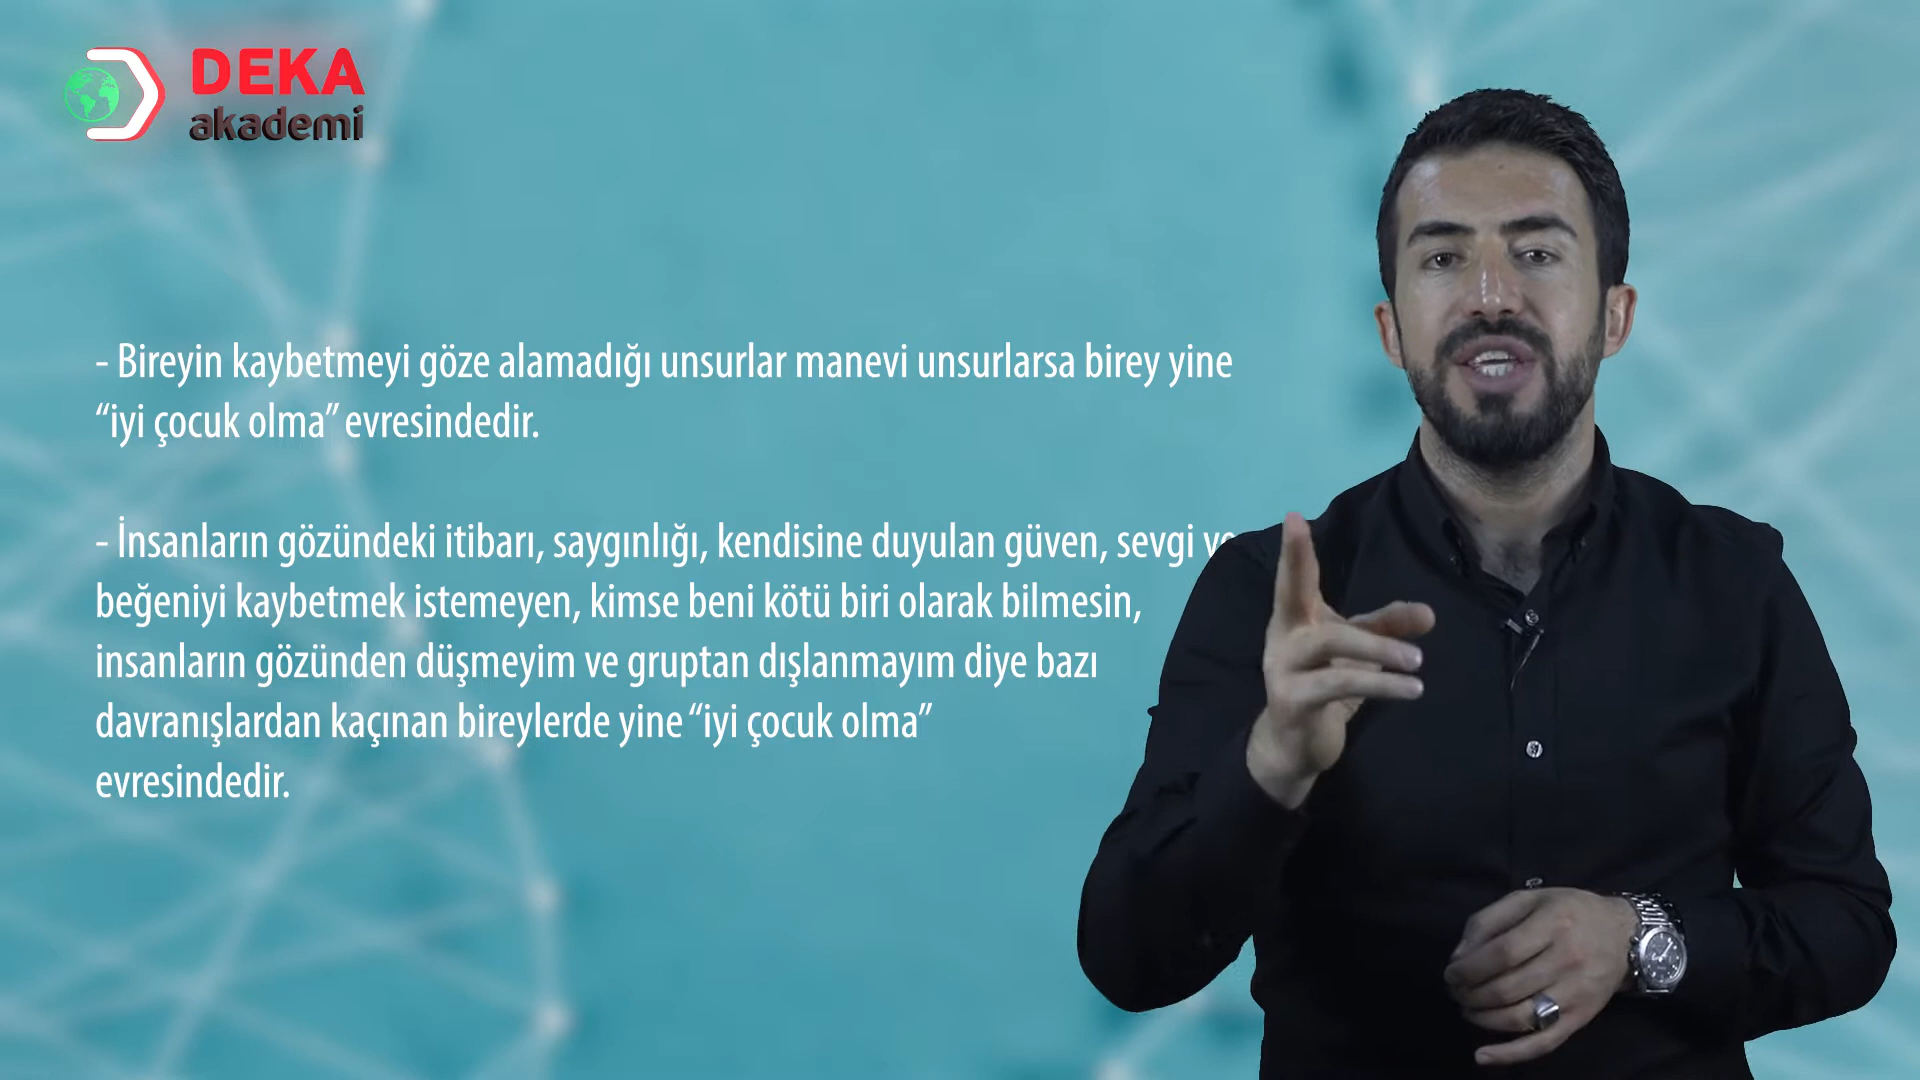 DEKA
akademi
- Bireyin kaybetmeyi göze alamadığı unsurlar manevi unsurlarsa birey yine
“iyi çocuk olma” evresindedir.
- İnsanların gözündeki itibarı, saygınlığı, kendisine duyulan güven, sevgi ve
beğeniyi kaybetmek istemeyen, kimse beni kötü biri olarak bilmesin,
insanların gözünden düşmeyim ve gruptan dışlanmayım diye bazı
davranışlardan kaçınan bireylerde yine “iyi çocuk olma”
evresindedir.